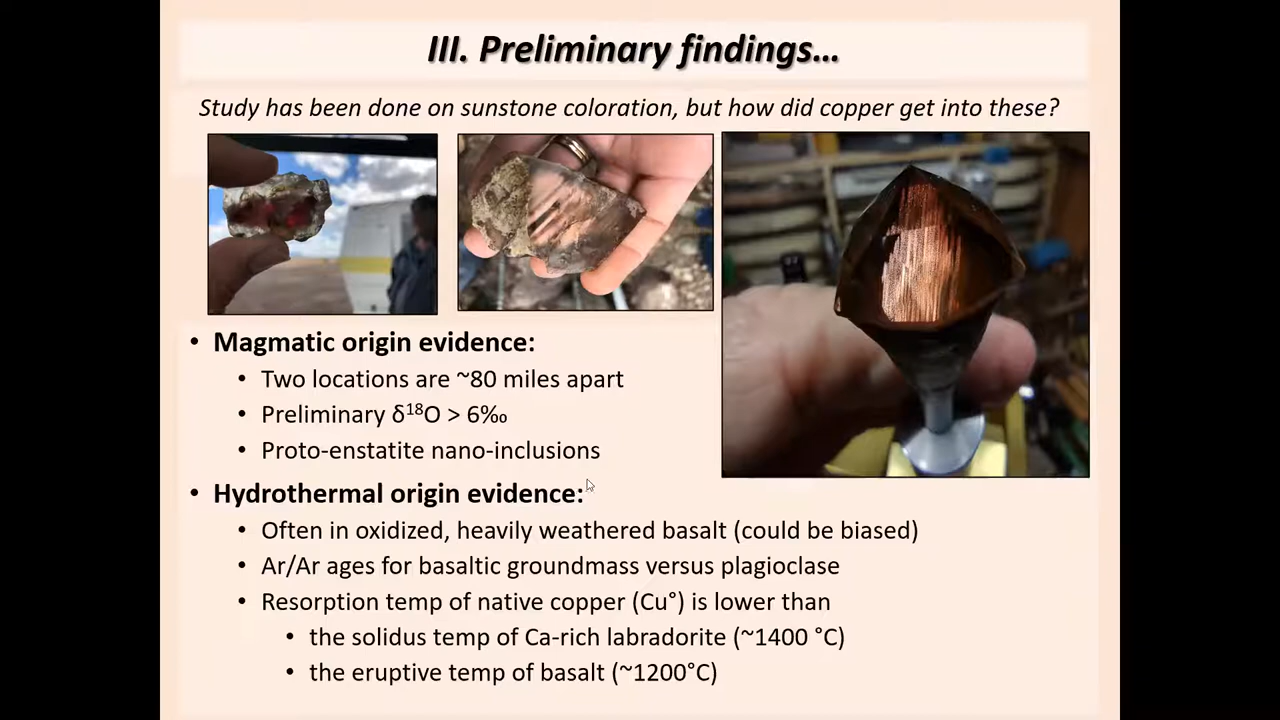 III. Preliminary findings...
Study has been done on sunstone coloration, but how did copper get into these?
• Magmatic origin evidence:
• Two locations are ~80 miles apart
• Preliminary δ¹⁸O > 6‰
• Proto-enstatite nano-inclusions
• Hydrothermal origin evidence:
• Often in oxidized, heavily weathered basalt (could be biased)
• Ar/Ar ages for basaltic groundmass versus plagioclase
• Resorption temp of native copper (Cu°) is lower than
• the solidus temp of Ca-rich labradorite (~1400 °C)
• the eruptive temp of basalt (~1200°C)